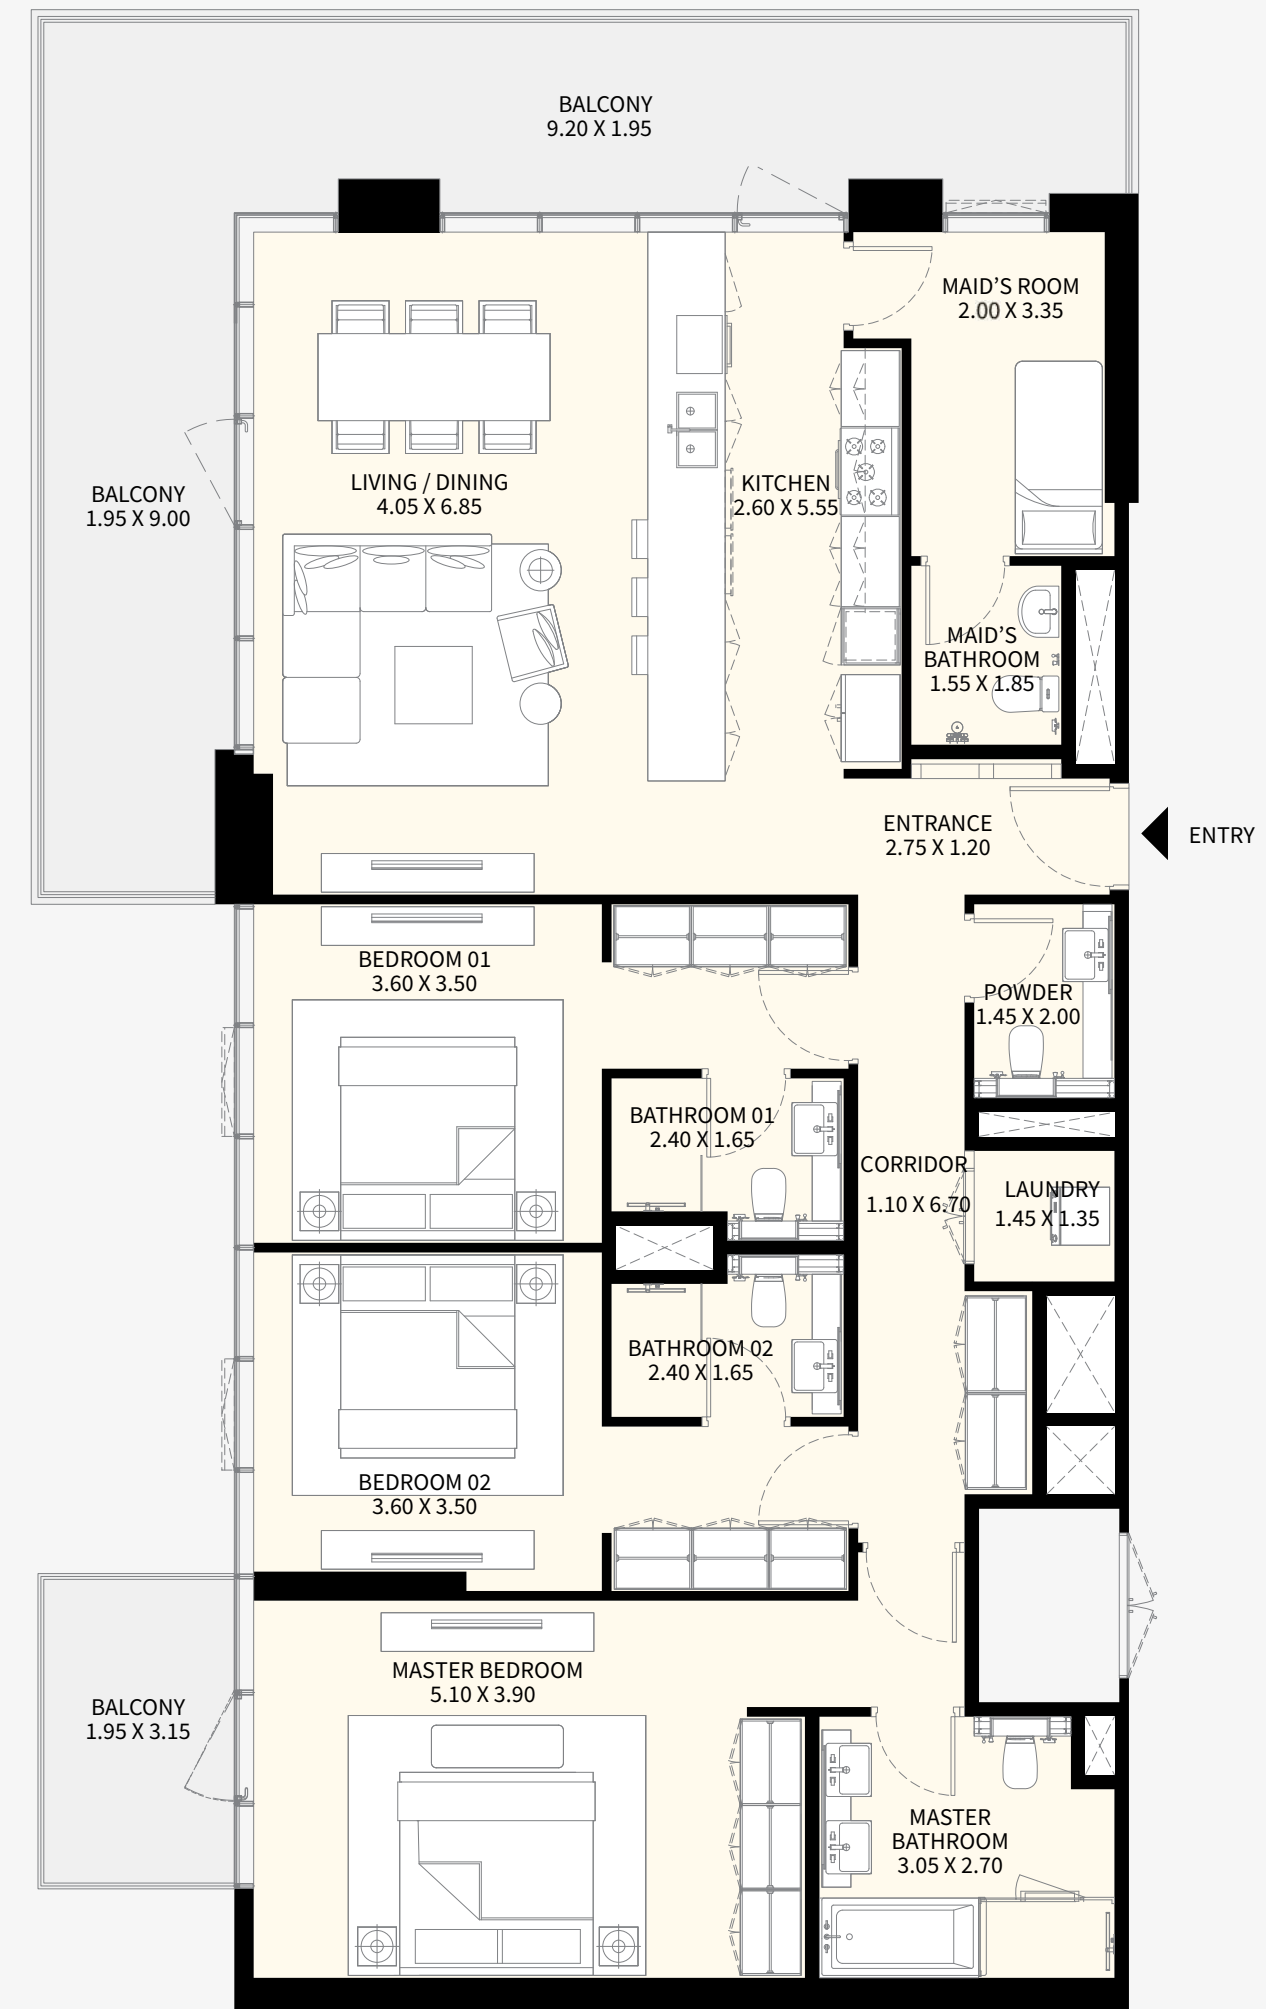 BALCONY
9.20 X 1.95
MAID’S ROOM
2.00 X 3.35
LIVING / DINING
4.05 X 6.85
KITCHEN
2.60 X 5.55
BALCONY
1.95 X 9.00
MAID’S
BATHROOM
1.55 X 1.85
ENTRANCE
2.75 X 1.20
ENTRY
BEDROOM 01
3.60 X 3.50
POWDER
1.45 X 2.00
BATHROOM 01
2.40 X 1.65
CORRIDOR
1.10 X 6.70
LAUNDRY
1.45 X 1.35
BATHROOM 02
2.40 X 1.65
BEDROOM 02
3.60 X 3.50
MASTER BEDROOM
5.10 X 3.90
BALCONY
1.95 X 3.15
MASTER
BATHROOM
3.05 X 2.70